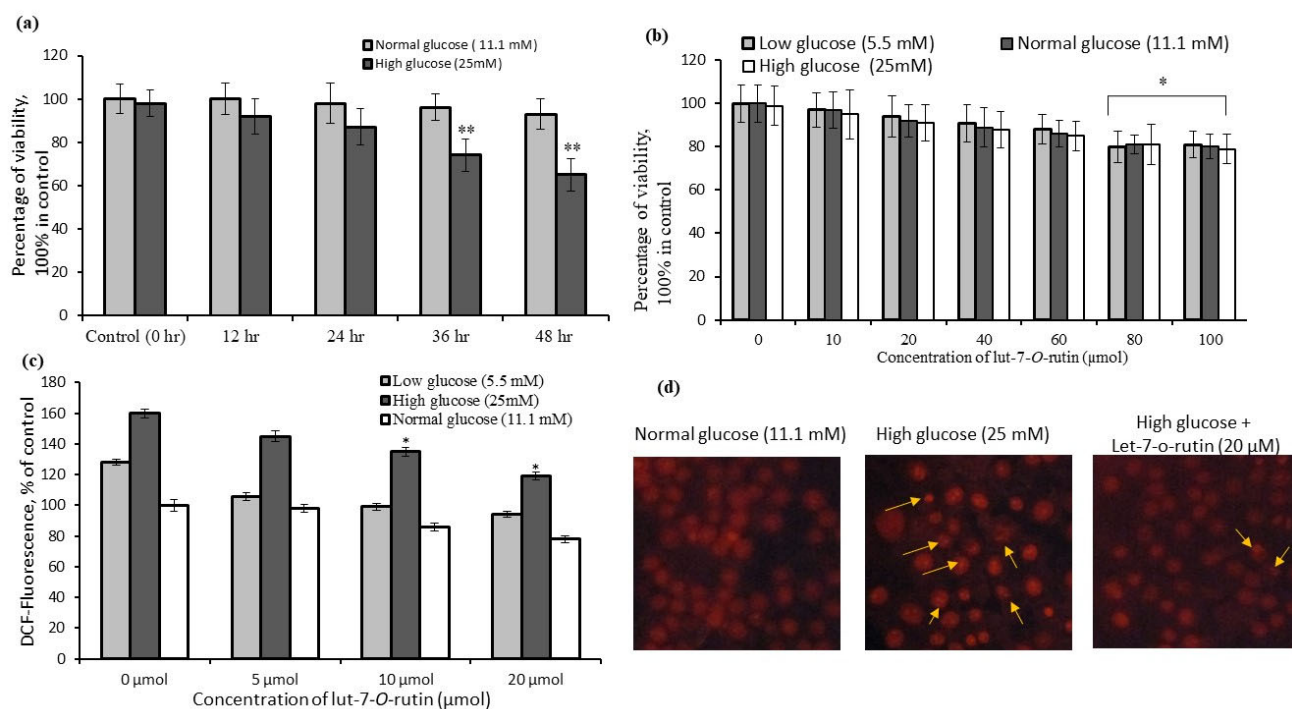 (a)
Normal glucose ( 11.1 mM)
High glucose (25mM)
Percentage of viability,
100% in control
120
100
80
60
40
20
0
**
**
Control (0 hr) 12 hr 24 hr 36 hr 48 hr
(b)
Low glucose (5.5 mM) Normal glucose (11.1 mM)
High glucose (25mM)
Percentage of viability,
100% in control
120
100
80
60
40
20
0
*
0 10 20 40 60 80 100
Concentration of lut-7-O-rutin (µmol)
(c)
Low glucose (5.5 mM)
High glucose (25mM)
Normal glucose (11.1 mM)
DCF-Fluorescence, % of control
180
160
140
120
100
80
60
40
20
0
*
*
0 µmol 5 µmol 10 µmol 20 µmol
Concentration of lut-7-O-rutin (µmol)
(d)
Normal glucose (11.1 mM)
High glucose (25 mM)
High glucose +
Let-7-o-rutin (20 µM)